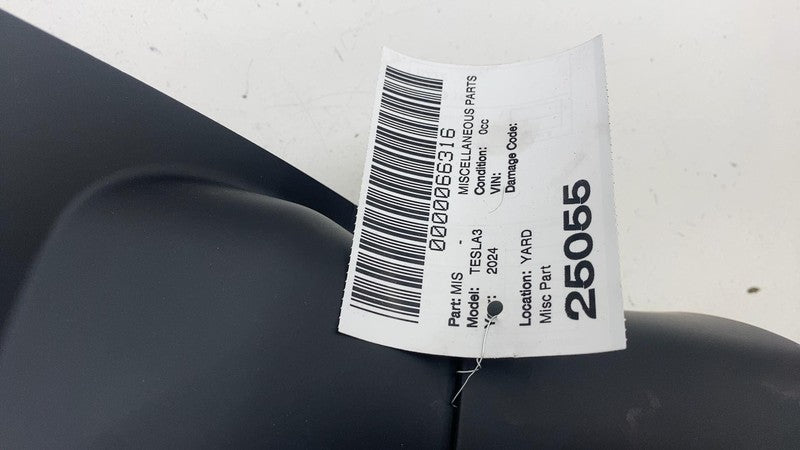 0000066316
Part: MIS - MISCELLANEOUS PARTS
Model: TESLA3 Condition: 0cc
2024 VIN:
Damage Code:
Location: YARD
Misc Part
25055